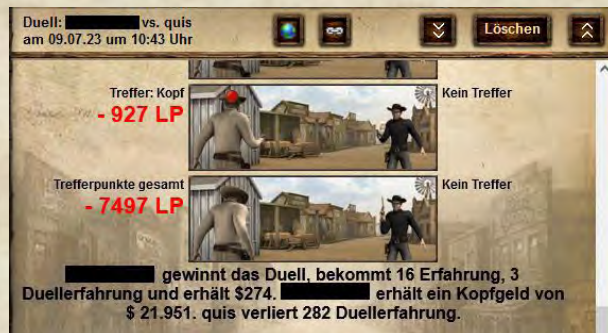 Duell: vs. quis
am 09.07.23 um 10:43 Uhr
Löschen
Treffer: Kopf
- 927 LP
Kein Treffer
Trefferpunkte gesamt
- 7497 LP
Kein Treffer
gewinnt das Duell, bekommt 16 Erfahrung, 3
Duellerfahrung und erhält $274. erhält ein Kopfgeld von
$ 21.951. quis verliert 282 Duellerfahrung.